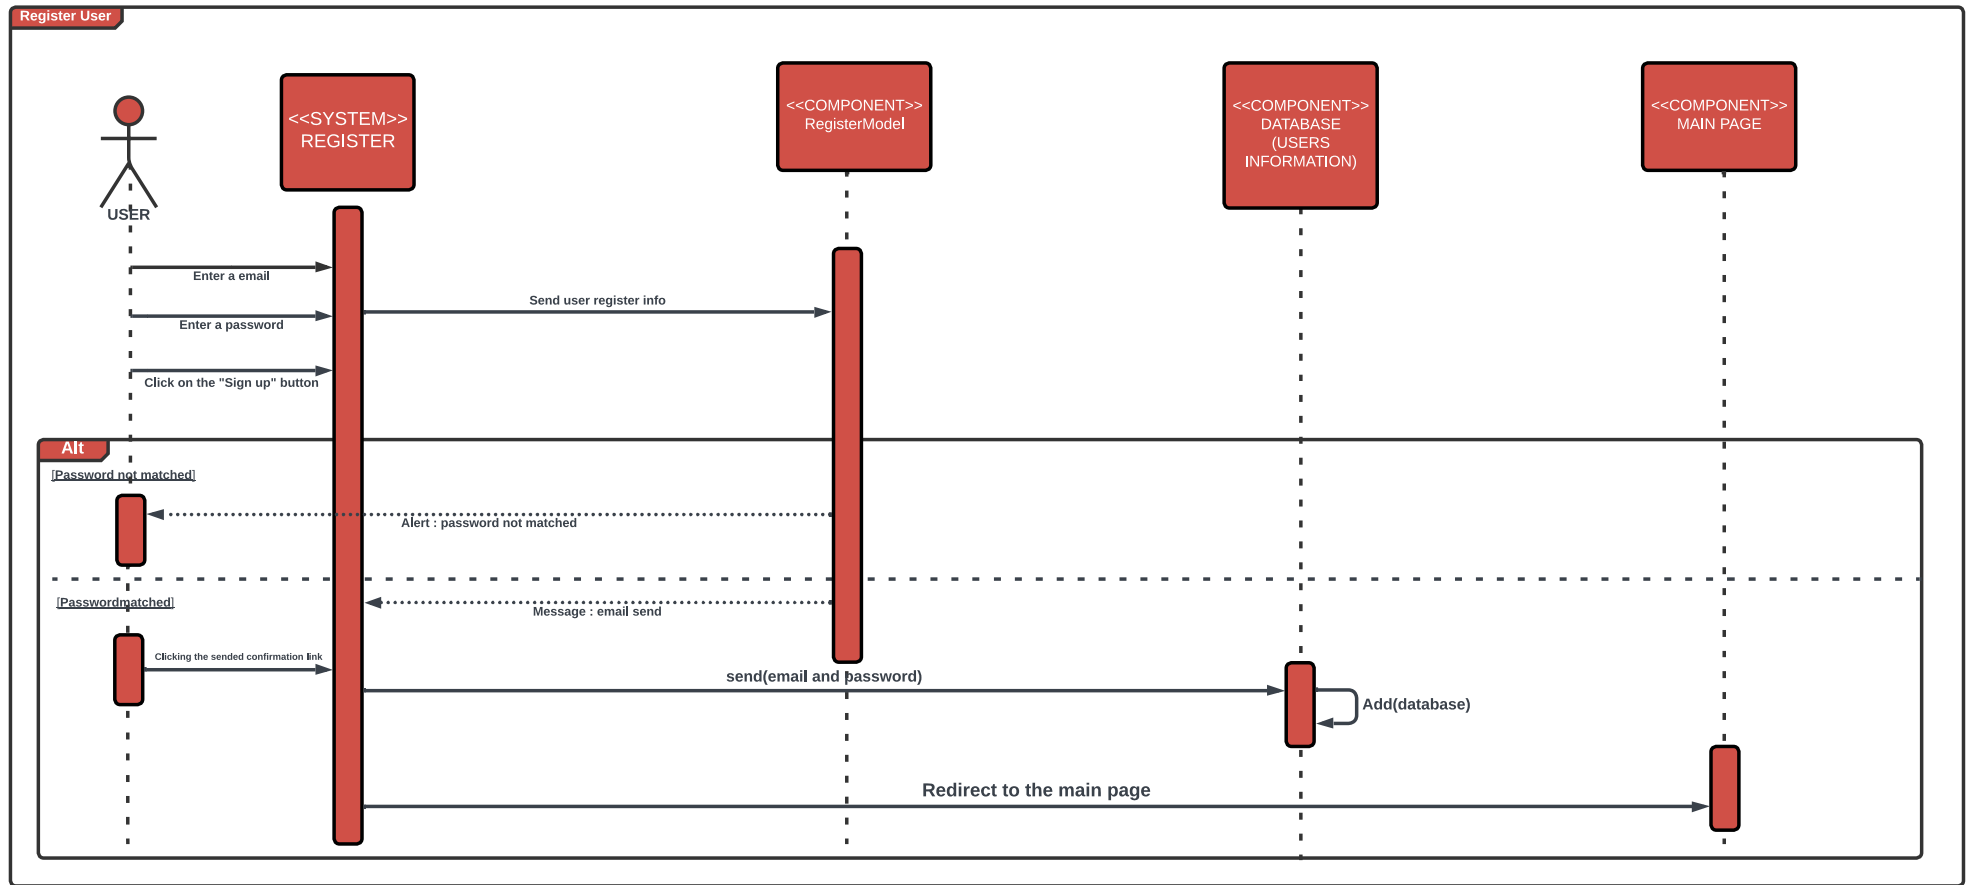 Register User
<<SYSTEM>>
REGISTER
<<COMPONENT>>
RegisterModel
<<COMPONENT>>
DATABASE
(USERS
INFORMATION)
<<COMPONENT>>
MAIN PAGE
USER
Enter a email
Send user register info
Enter a password
Click on the "Sign up" button
Alt
[Password not matched]
Alert : password not matched
[Passwordmatched]
Message : email send
Clicking the sended confirmation link
send(email and password)
Add(database)
Redirect to the main page